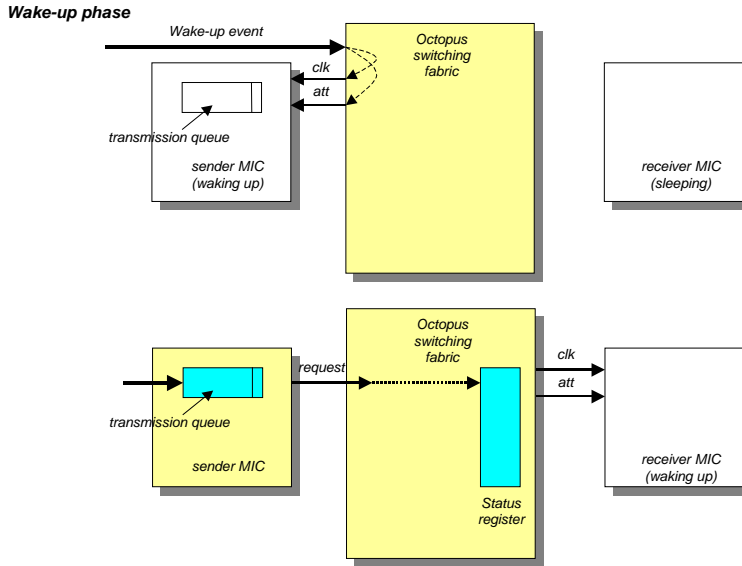 Wake-up phase
Wake-up event
clk
att
transmission queue
sender MIC
(waking up)
Octopus
switching
fabric
receiver MIC
(sleeping)
request
transmission queue
sender MIC
Octopus
switching
fabric
Status
register
clk
att
receiver MIC
(waking up)